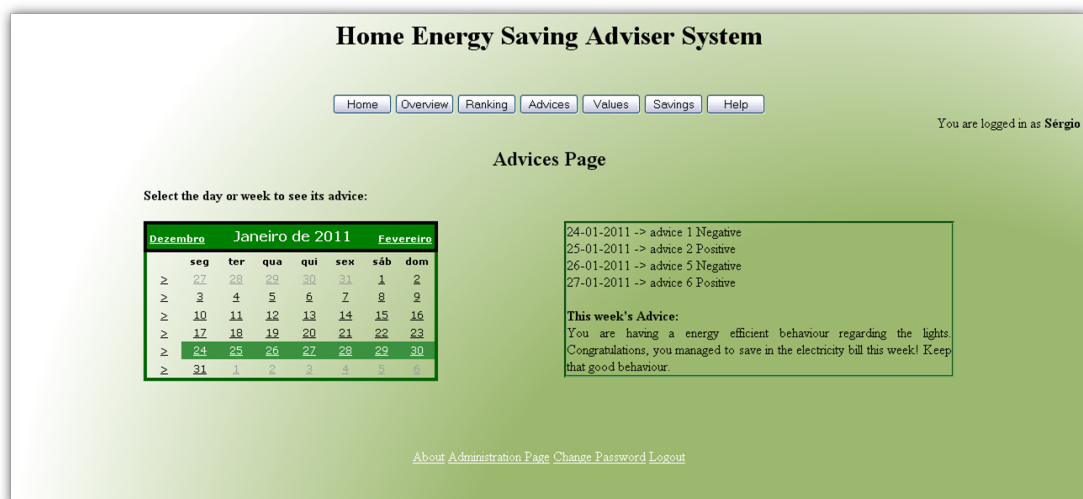 Home Energy Saving Adviser System
Home Overview Ranking Advices Values Savings Help
You are logged in as Sérgio
Advices Page
Select the day or week to see its advice:
Dezembro Janeiro de 2011 Fevereiro
seg ter qua qui sex sáb dom
> 27 28 29 30 31 1 2
> 3 4 5 6 7 8 9
> 10 11 12 13 14 15 16
> 17 18 19 20 21 22 23
> 24 25 26 27 28 29 30
> 31 1 2 3 4 5 6
24-01-2011 -> advice 1 Negative
25-01-2011 -> advice 2 Positive
26-01-2011 -> advice 5 Negative
27-01-2011 -> advice 6 Positive
This week's Advice:
You are having a energy efficient behaviour regarding the lights.
Congratulations, you managed to save in the electricity bill this week! Keep
that good behaviour.
About Administration Page Change Password Logout